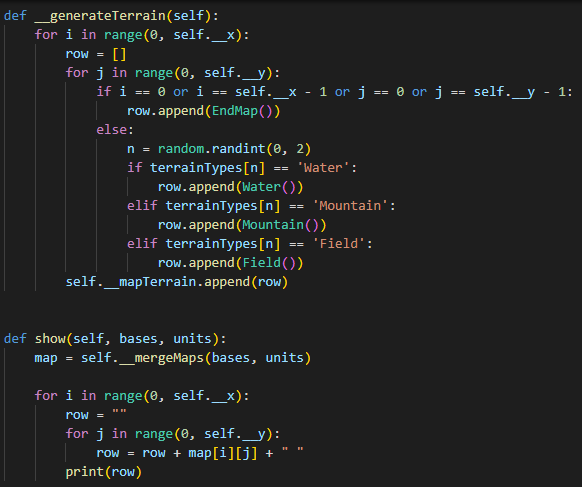 def __generateTerrain(self):
    for i in range(0, self.__x):
        row = []
        for j in range(0, self.__y):
            if i == 0 or i == self.__x - 1 or j == 0 or j == self.__y - 1:
                row.append(EndMap())
            else:
                n = random.randint(0, 2)
                if terrainTypes[n] == 'Water':
                    row.append(Water())
                elif terrainTypes[n] == 'Mountain':
                    row.append(Mountain())
                elif terrainTypes[n] == 'Field':
                    row.append(Field())
        self.__mapTerrain.append(row)
def show(self, bases, units):
    map = self.__mergeMaps(bases, units)
    for i in range(0, self.__x):
        row = ""
        for j in range(0, self.__y):
            row = row + map[i][j] + " "
        print(row)